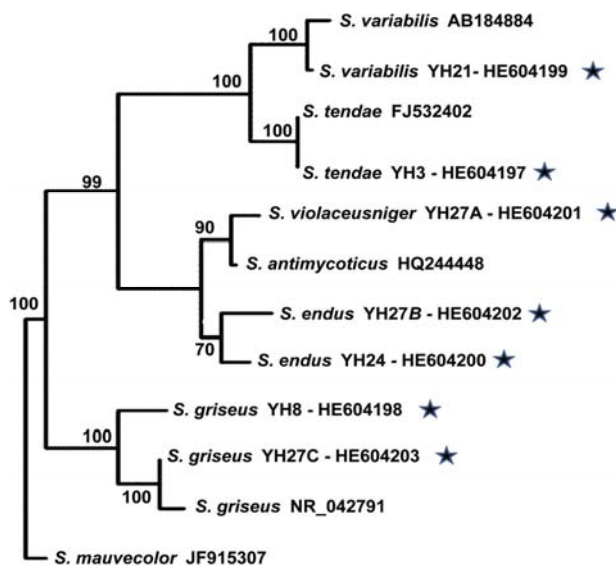 S. variabilis AB184884
100
S. variabilis YH21- HE604199
100
S. tendae FJ532402
100
S. tendae YH3 - HE604197
99
S. violaceusniger YH27A - HE604201
90
S. antimycoticus HQ244448
S. endus YH27B - HE604202
70
S. endus YH24 - HE604200
100
S. griseus YH8 - HE604198
100
S. griseus YH27C - HE604203
100
S. griseus NR_042791
S. mauvecolor JF915307